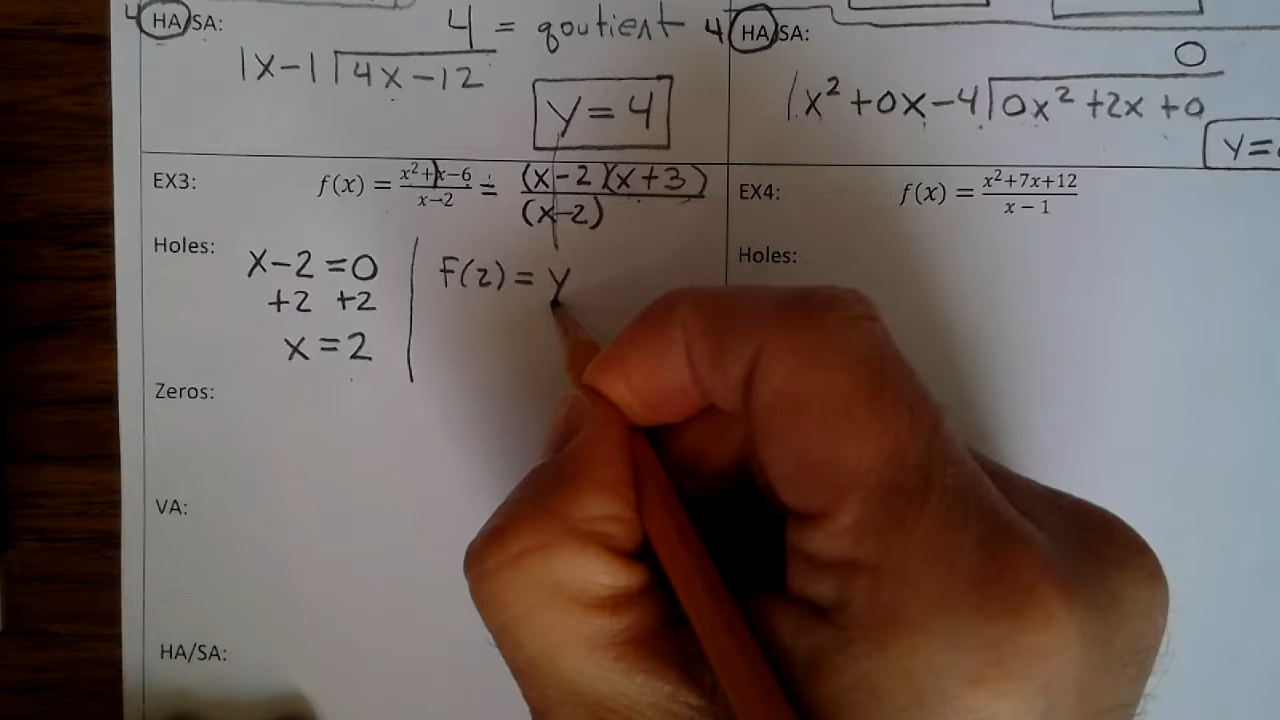 4 HA/SA:
4 = qoutient
1x-1 4x-12
y=4
4 HA/SA:
0
1x²+0x-4 0x²+2x+0
y=
EX3: f(x) = x²+x-6 / x-2 = (x-2)(x+3) / (x-2)
Holes:
x-2=0
+2 +2
x=2
F(2)=y
Zeros:
VA:
HA/SA:
EX4: f(x) = x²+7x+12 / x-1
Holes: